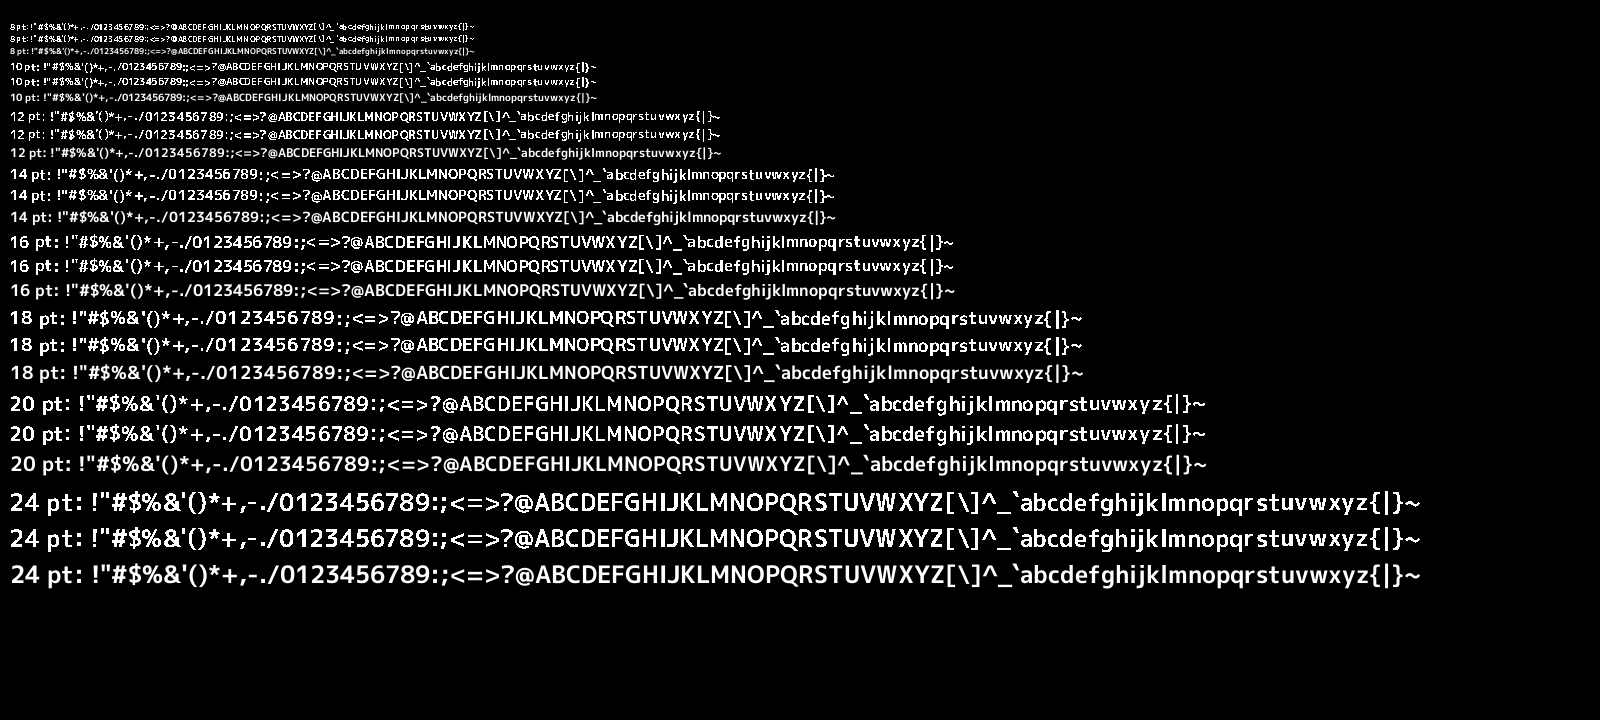 8 pt: !"#$%&'()*+,-./0123456789:;<=>?@ABCDEFGHIJKLMNOPQRSTUVWXYZ[\]^_`abcdefghijklmnopqrstuvwxyz{|}~
8 pt: !"#$%&'()*+,-./0123456789:;<=>?@ABCDEFGHIJKLMNOPQRSTUVWXYZ[\]^_`abcdefghijklmnopqrstuvwxyz{|}~
8 pt: !"#$%&'()*+,-./0123456789:;<=>?@ABCDEFGHIJKLMNOPQRSTUVWXYZ[\]^_`abcdefghijklmnopqrstuvwxyz{|}~
10 pt: !"#$%&'()*+,-./0123456789:;<=>?@ABCDEFGHIJKLMNOPQRSTUVWXYZ[\]^_`abcdefghijklmnopqrstuvwxyz{|}~
10 pt: !"#$%&'()*+,-./0123456789:;<=>?@ABCDEFGHIJKLMNOPQRSTUVWXYZ[\]^_`abcdefghijklmnopqrstuvwxyz{|}~
10 pt: !"#$%&'()*+,-./0123456789:;<=>?@ABCDEFGHIJKLMNOPQRSTUVWXYZ[\]^_`abcdefghijklmnopqrstuvwxyz{|}~
12 pt: !"#$%&'()*+,-./0123456789:;<=>?@ABCDEFGHIJKLMNOPQRSTUVWXYZ[\]^_`abcdefghijklmnopqrstuvwxyz{|}~
12 pt: !"#$%&'()*+,-./0123456789:;<=>?@ABCDEFGHIJKLMNOPQRSTUVWXYZ[\]^_`abcdefghijklmnopqrstuvwxyz{|}~
12 pt: !"#$%&'()*+,-./0123456789:;<=>?@ABCDEFGHIJKLMNOPQRSTUVWXYZ[\]^_`abcdefghijklmnopqrstuvwxyz{|}~
14 pt: !"#$%&'()*+,-./0123456789:;<=>?@ABCDEFGHIJKLMNOPQRSTUVWXYZ[\]^_`abcdefghijklmnopqrstuvwxyz{|}~
14 pt: !"#$%&'()*+,-./0123456789:;<=>?@ABCDEFGHIJKLMNOPQRSTUVWXYZ[\]^_`abcdefghijklmnopqrstuvwxyz{|}~
14 pt: !"#$%&'()*+,-./0123456789:;<=>?@ABCDEFGHIJKLMNOPQRSTUVWXYZ[\]^_`abcdefghijklmnopqrstuvwxyz{|}~
16 pt: !"#$%&'()*+,-./0123456789:;<=>?@ABCDEFGHIJKLMNOPQRSTUVWXYZ[\]^_`abcdefghijklmnopqrstuvwxyz{|}~
16 pt: !"#$%&'()*+,-./0123456789:;<=>?@ABCDEFGHIJKLMNOPQRSTUVWXYZ[\]^_`abcdefghijklmnopqrstuvwxyz{|}~
16 pt: !"#$%&'()*+,-./0123456789:;<=>?@ABCDEFGHIJKLMNOPQRSTUVWXYZ[\]^_`abcdefghijklmnopqrstuvwxyz{|}~
18 pt: !"#$%&'()*+,-./0123456789:;<=>?@ABCDEFGHIJKLMNOPQRSTUVWXYZ[\]^_`abcdefghijklmnopqrstuvwxyz{|}~
18 pt: !"#$%&'()*+,-./0123456789:;<=>?@ABCDEFGHIJKLMNOPQRSTUVWXYZ[\]^_`abcdefghijklmnopqrstuvwxyz{|}~
18 pt: !"#$%&'()*+,-./0123456789:;<=>?@ABCDEFGHIJKLMNOPQRSTUVWXYZ[\]^_`abcdefghijklmnopqrstuvwxyz{|}~
20 pt: !"#$%&'()*+,-./0123456789:;<=>?@ABCDEFGHIJKLMNOPQRSTUVWXYZ[\]^_`abcdefghijklmnopqrstuvwxyz{|}~
20 pt: !"#$%&'()*+,-./0123456789:;<=>?@ABCDEFGHIJKLMNOPQRSTUVWXYZ[\]^_`abcdefghijklmnopqrstuvwxyz{|}~
20 pt: !"#$%&'()*+,-./0123456789:;<=>?@ABCDEFGHIJKLMNOPQRSTUVWXYZ[\]^_`abcdefghijklmnopqrstuvwxyz{|}~
24 pt: !"#$%&'()*+,-./0123456789:;<=>?@ABCDEFGHIJKLMNOPQRSTUVWXYZ[\]^_`abcdefghijklmnopqrstuvwxyz{|}~
24 pt: !"#$%&'()*+,-./0123456789:;<=>?@ABCDEFGHIJKLMNOPQRSTUVWXYZ[\]^_`abcdefghijklmnopqrstuvwxyz{|}~
24 pt: !"#$%&'()*+,-./0123456789:;<=>?@ABCDEFGHIJKLMNOPQRSTUVWXYZ[\]^_`abcdefghijklmnopqrstuvwxyz{|}~